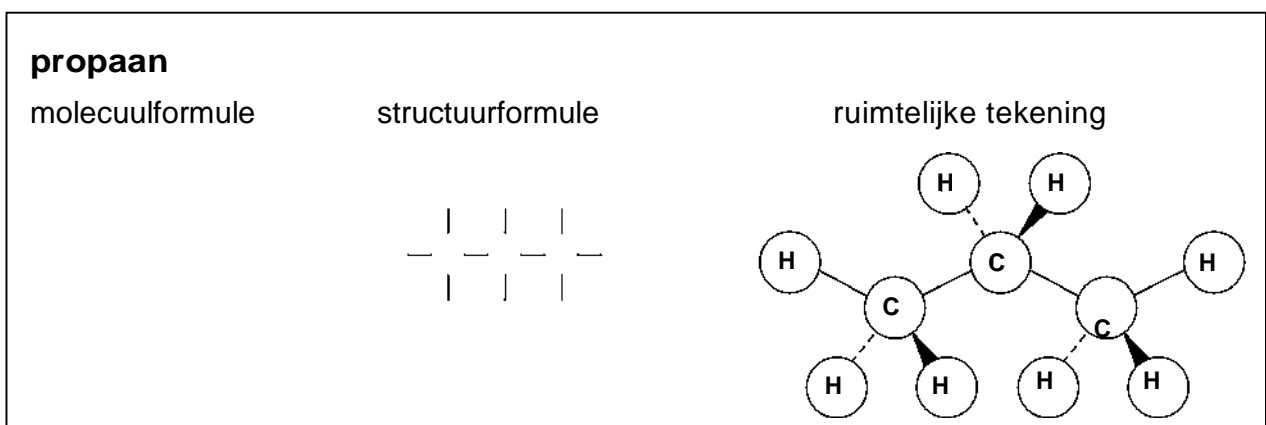 propaan
molecuulformule structuurformule ruimtelijke tekening
H H
H C H
C C
H H H H